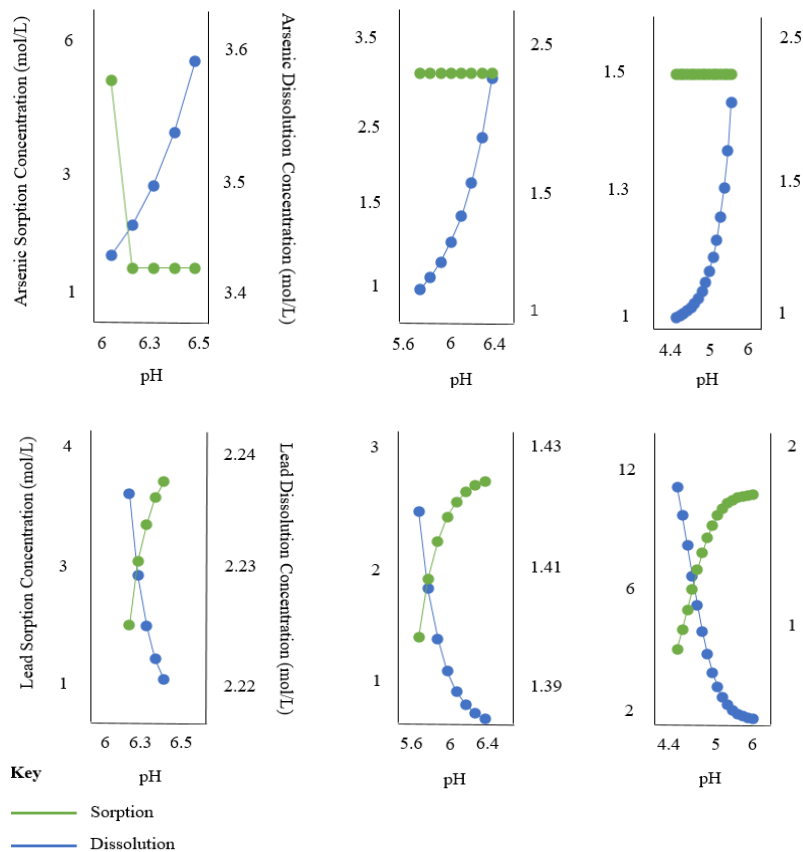 Arsenic Sorption Concentration (mol/L)
6
3
1
3.6
3.5
3.4
6 6.3 6.5
pH
Arsenic Dissolution Concentration (mol/L)
3.5
2.5
1.5
1
2.5
1.5
1
5.6 6 6.4
pH
1.5
1.3
1
2.5
1.5
1
4.4 5 6
pH
Lead Sorption Concentration (mol/L)
4
3
1
2.24
2.23
2.22
6 6.3 6.5
pH
Lead Dissolution Concentration (mol/L)
3
2
1
1.43
1.41
1.39
5.6 6 6.4
pH
12
6
2
2
1
4.4 5 6
pH
Key
Sorption
Dissolution